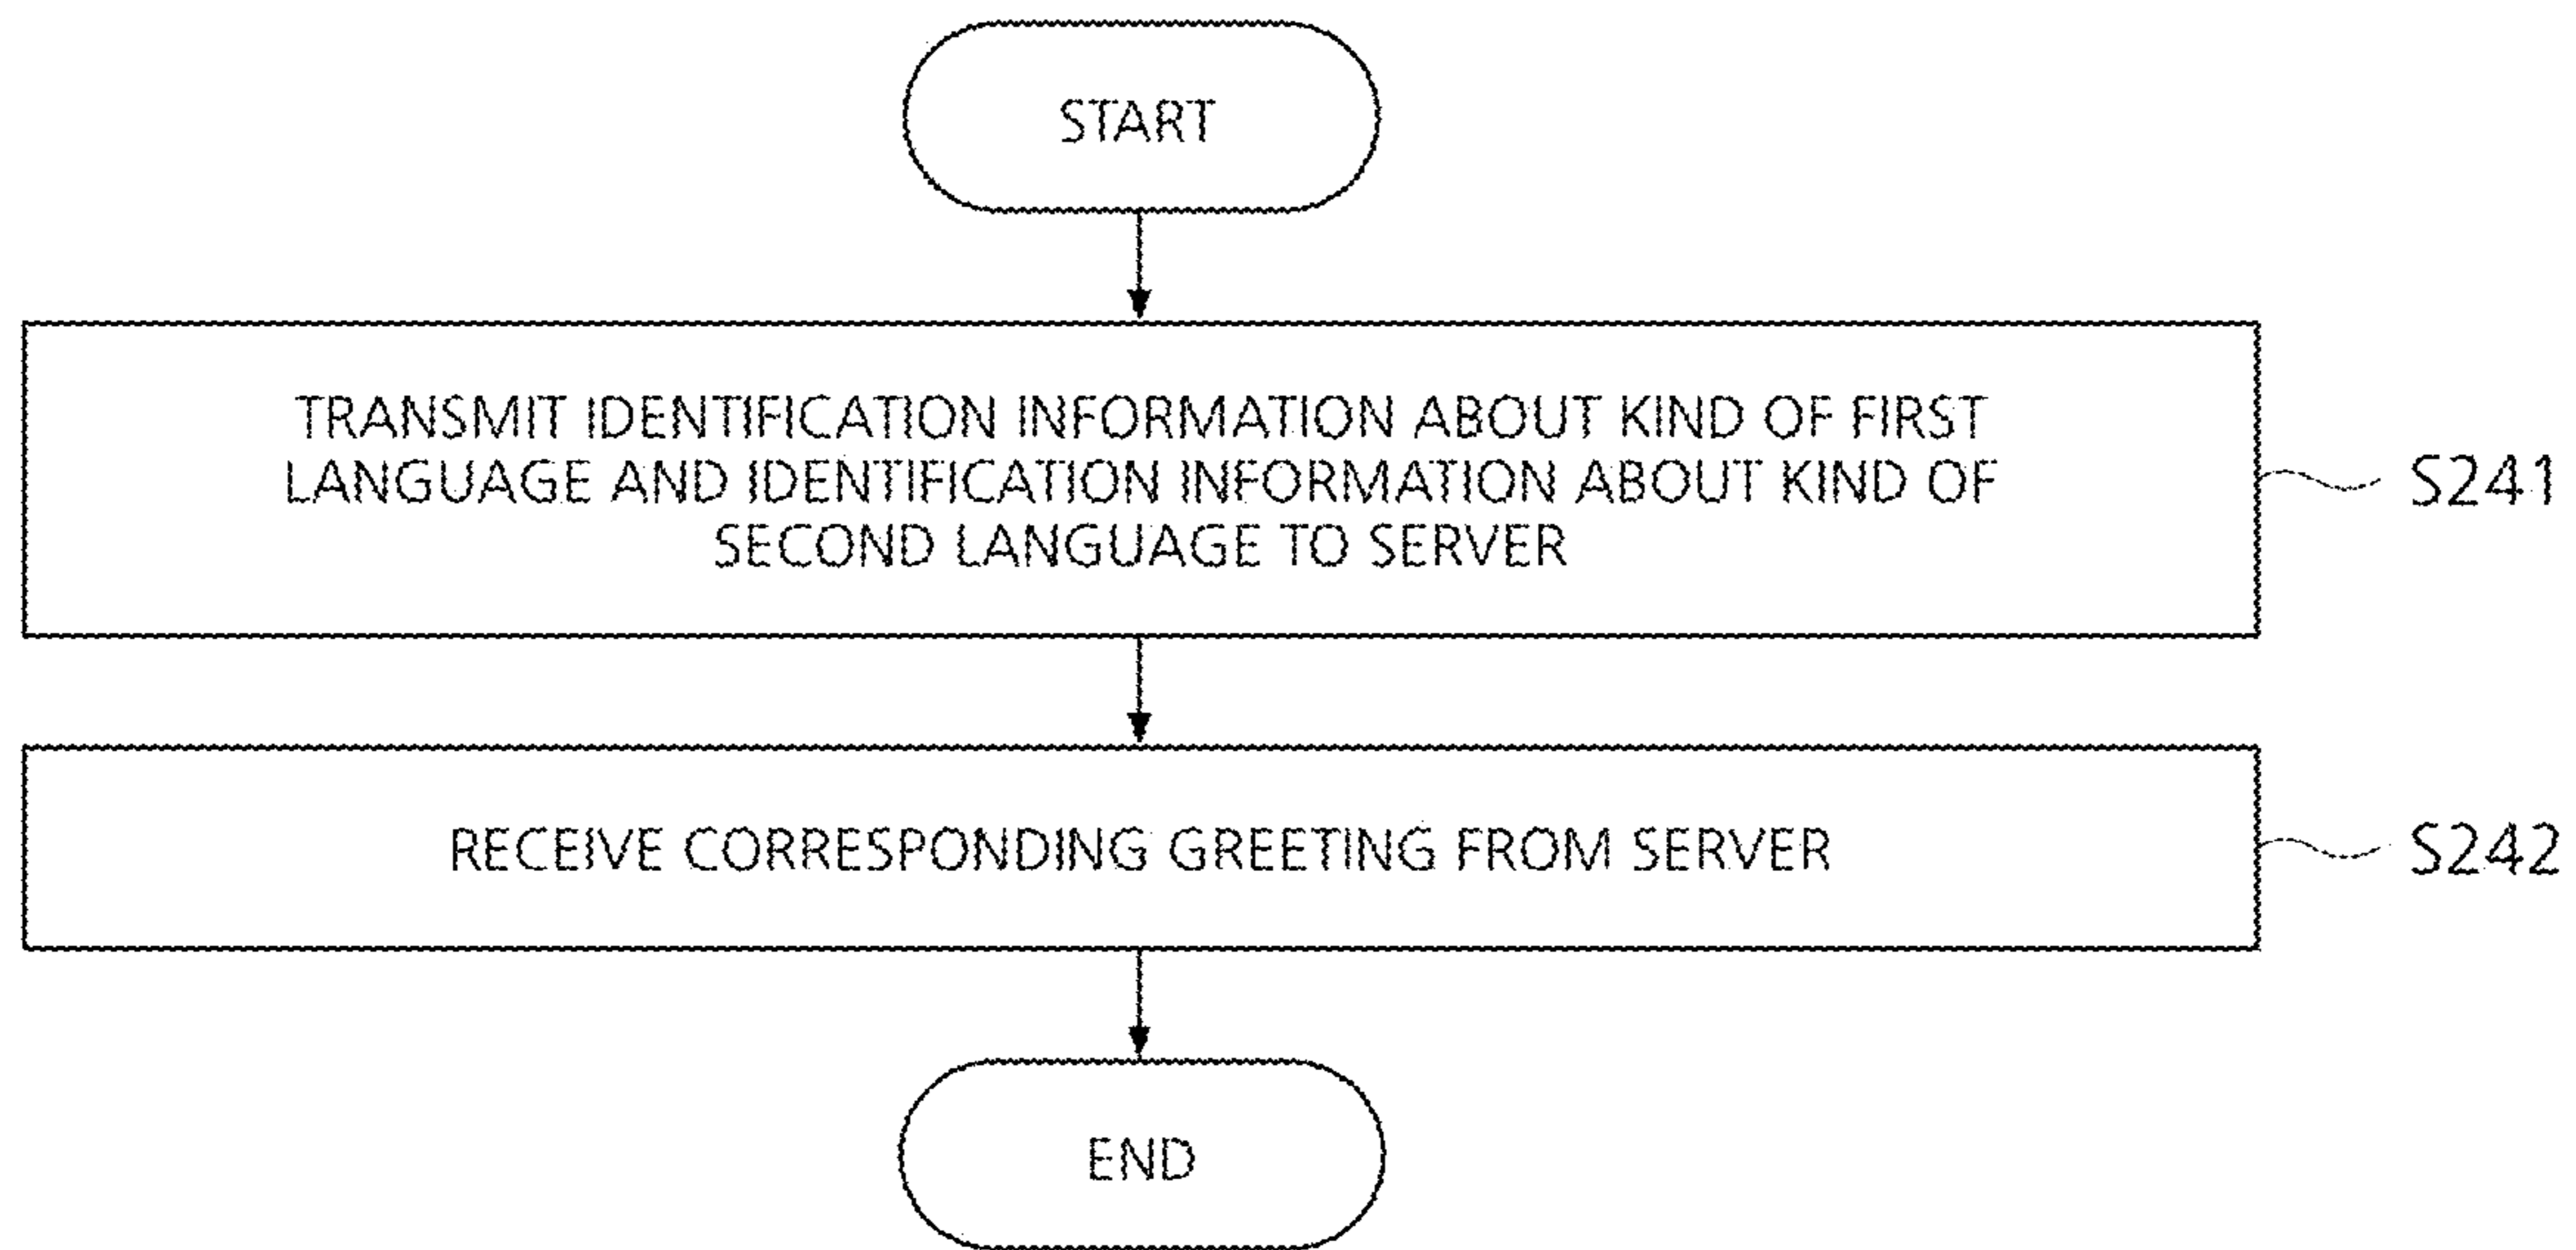 START
TRANSMIT IDENTIFICATION INFORMATION ABOUT KIND OF FIRST
LANGUAGE AND IDENTIFICATION INFORMATION ABOUT KIND OF
SECOND LANGUAGE TO SERVER
S241
RECEIVE CORRESPONDING GREETING FROM SERVER
S242
END